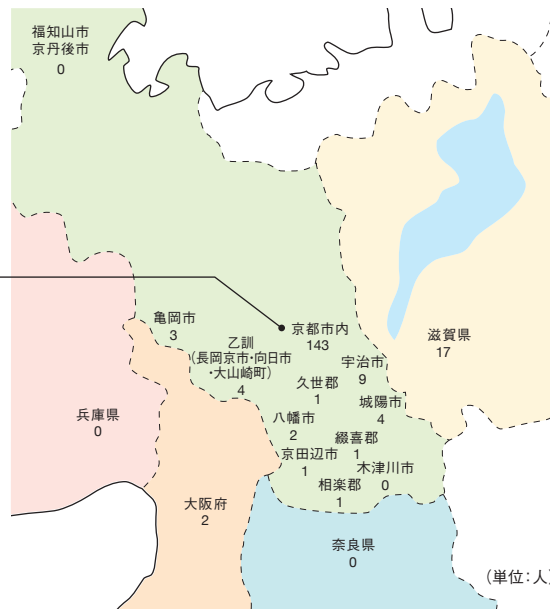 福知山市
京丹後市
0
亀岡市
3
乙訓
(長岡京市・向日市
・大山崎町)
4
京都市内
143
宇治市
9
久世郡
1
城陽市
4
八幡市
2
綴喜郡
1
京田辺市
1
木津川市
0
相楽郡
1
滋賀県
17
兵庫県
0
大阪府
2
奈良県
0
(単位:人)